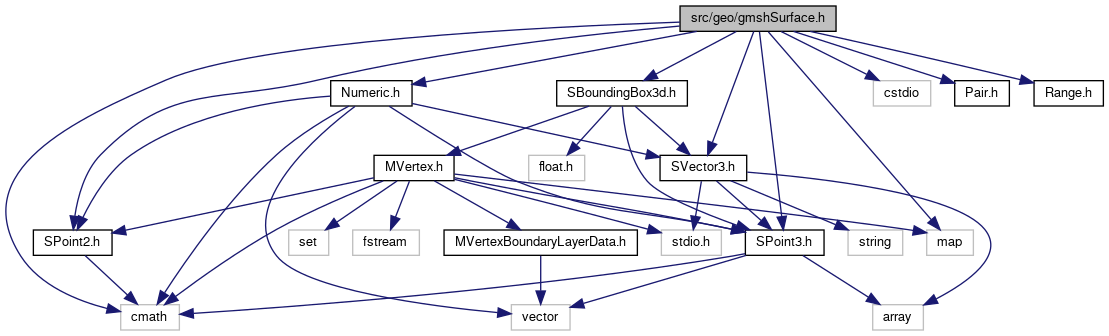 src/geo/gmshSurface.h
Numeric.h
SBoundingBox3d.h
cstdio
Pair.h
Range.h
MVertex.h
float.h
SVector3.h
SPoint2.h
set
fstream
MVertexBoundaryLayerData.h
stdio.h
SPoint3.h
string
map
cmath
vector
array